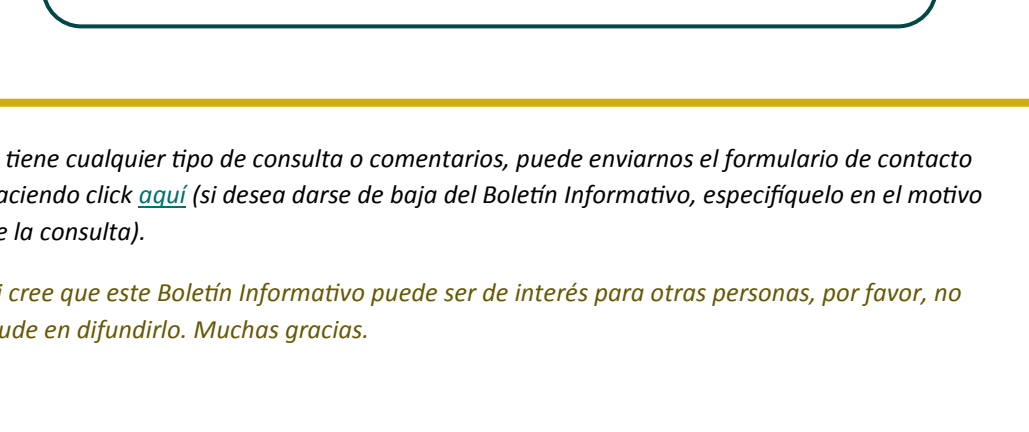 tiene cualquier tipo de consulta o comentarios, puede enviarnos el formulario de contacto
aciendo click aquí (si desea darse de baja del Boletín Informativo, especifíquelo en el motivo
e la consulta).
i cree que este Boletín Informativo puede ser de interés para otras personas, por favor, no
ude en difundirlo. Muchas gracias.